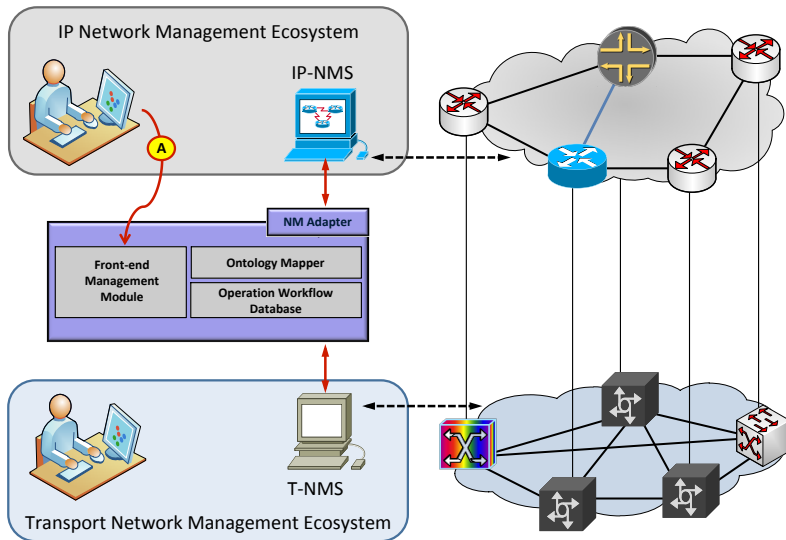 IP Network Management Ecosystem
IP-NMS
A
NM Adapter
Front-end
Management
Module
Ontology Mapper
Operation Workflow
Database
T-NMS
Transport Network Management Ecosystem